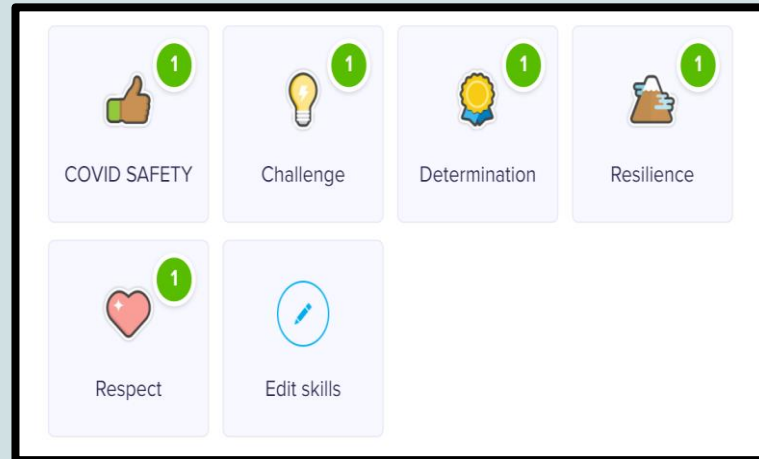 1
1
1
1
COVID SAFETY
Challenge
Determination
Resilience
1
Respect
Edit skills